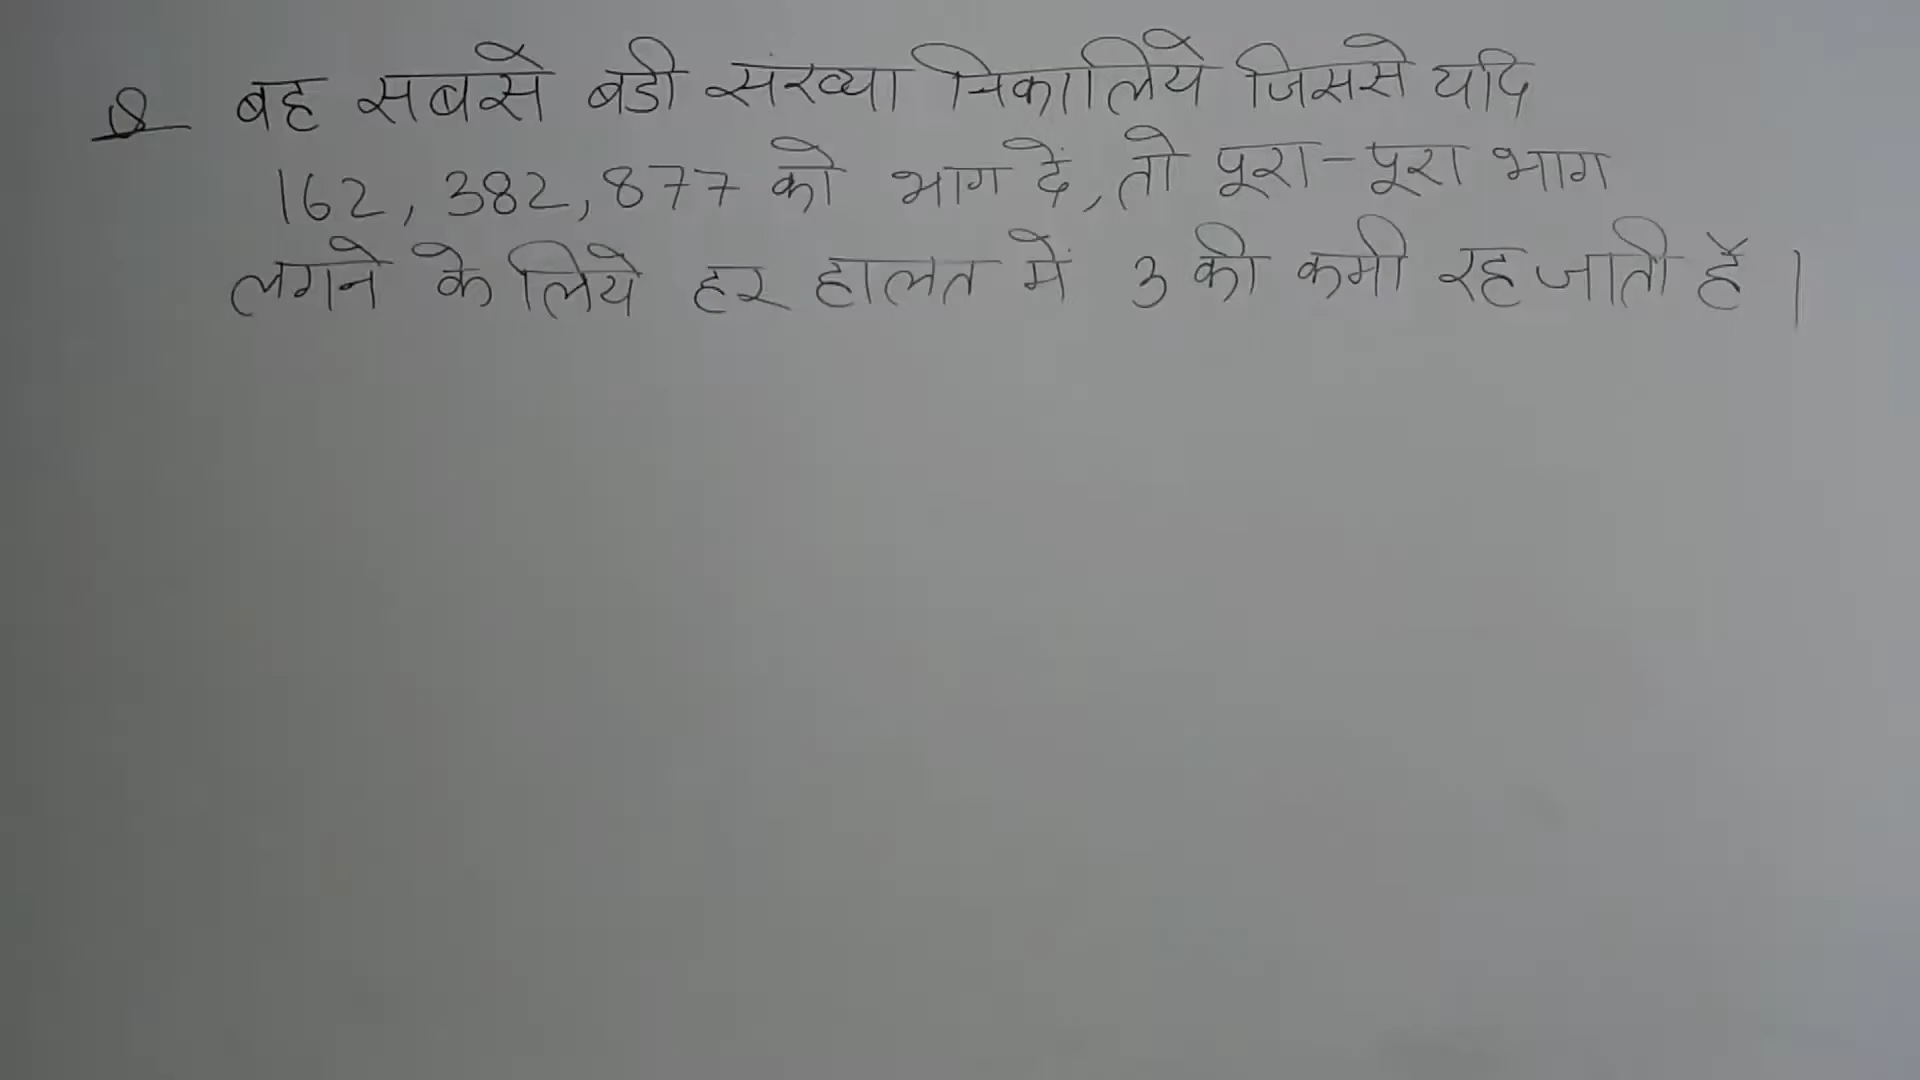 Q बह सबसे बडी संख्या निकालिये जिससे यदि
162, 382, 877 को भाग दें, तो पूरा-पूरा भाग
लगने के लिये हर हालत में 3 की कमी रह जाती है ।